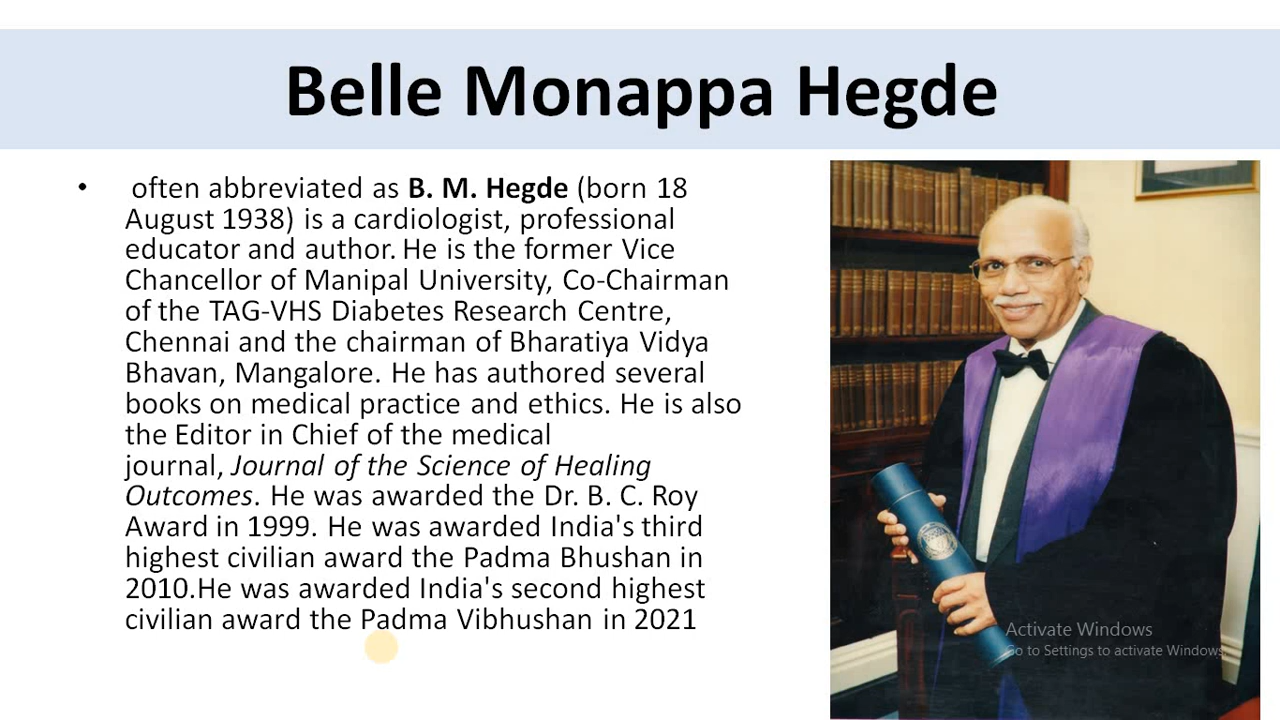 Belle Monappa Hegde
• often abbreviated as B. M. Hegde (born 18
August 1938) is a cardiologist, professional
educator and author. He is the former Vice
Chancellor of Manipal University, Co-Chairman
of the TAG-VHS Diabetes Research Centre,
Chennai and the chairman of Bharatiya Vidya
Bhavan, Mangalore. He has authored several
books on medical practice and ethics. He is also
the Editor in Chief of the medical
journal, Journal of the Science of Healing
Outcomes. He was awarded the Dr. B. C. Roy
Award in 1999. He was awarded India's third
highest civilian award the Padma Bhushan in
2010.He was awarded India's second highest
civilian award the Padma Vibhushan in 2021
Activate Windows
Go to Settings to activate Windows.